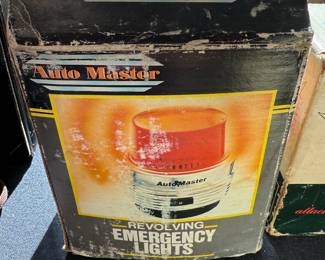 Auto Master
AutoMaster
REVOLVING
EMERGENCY
LIGHTS